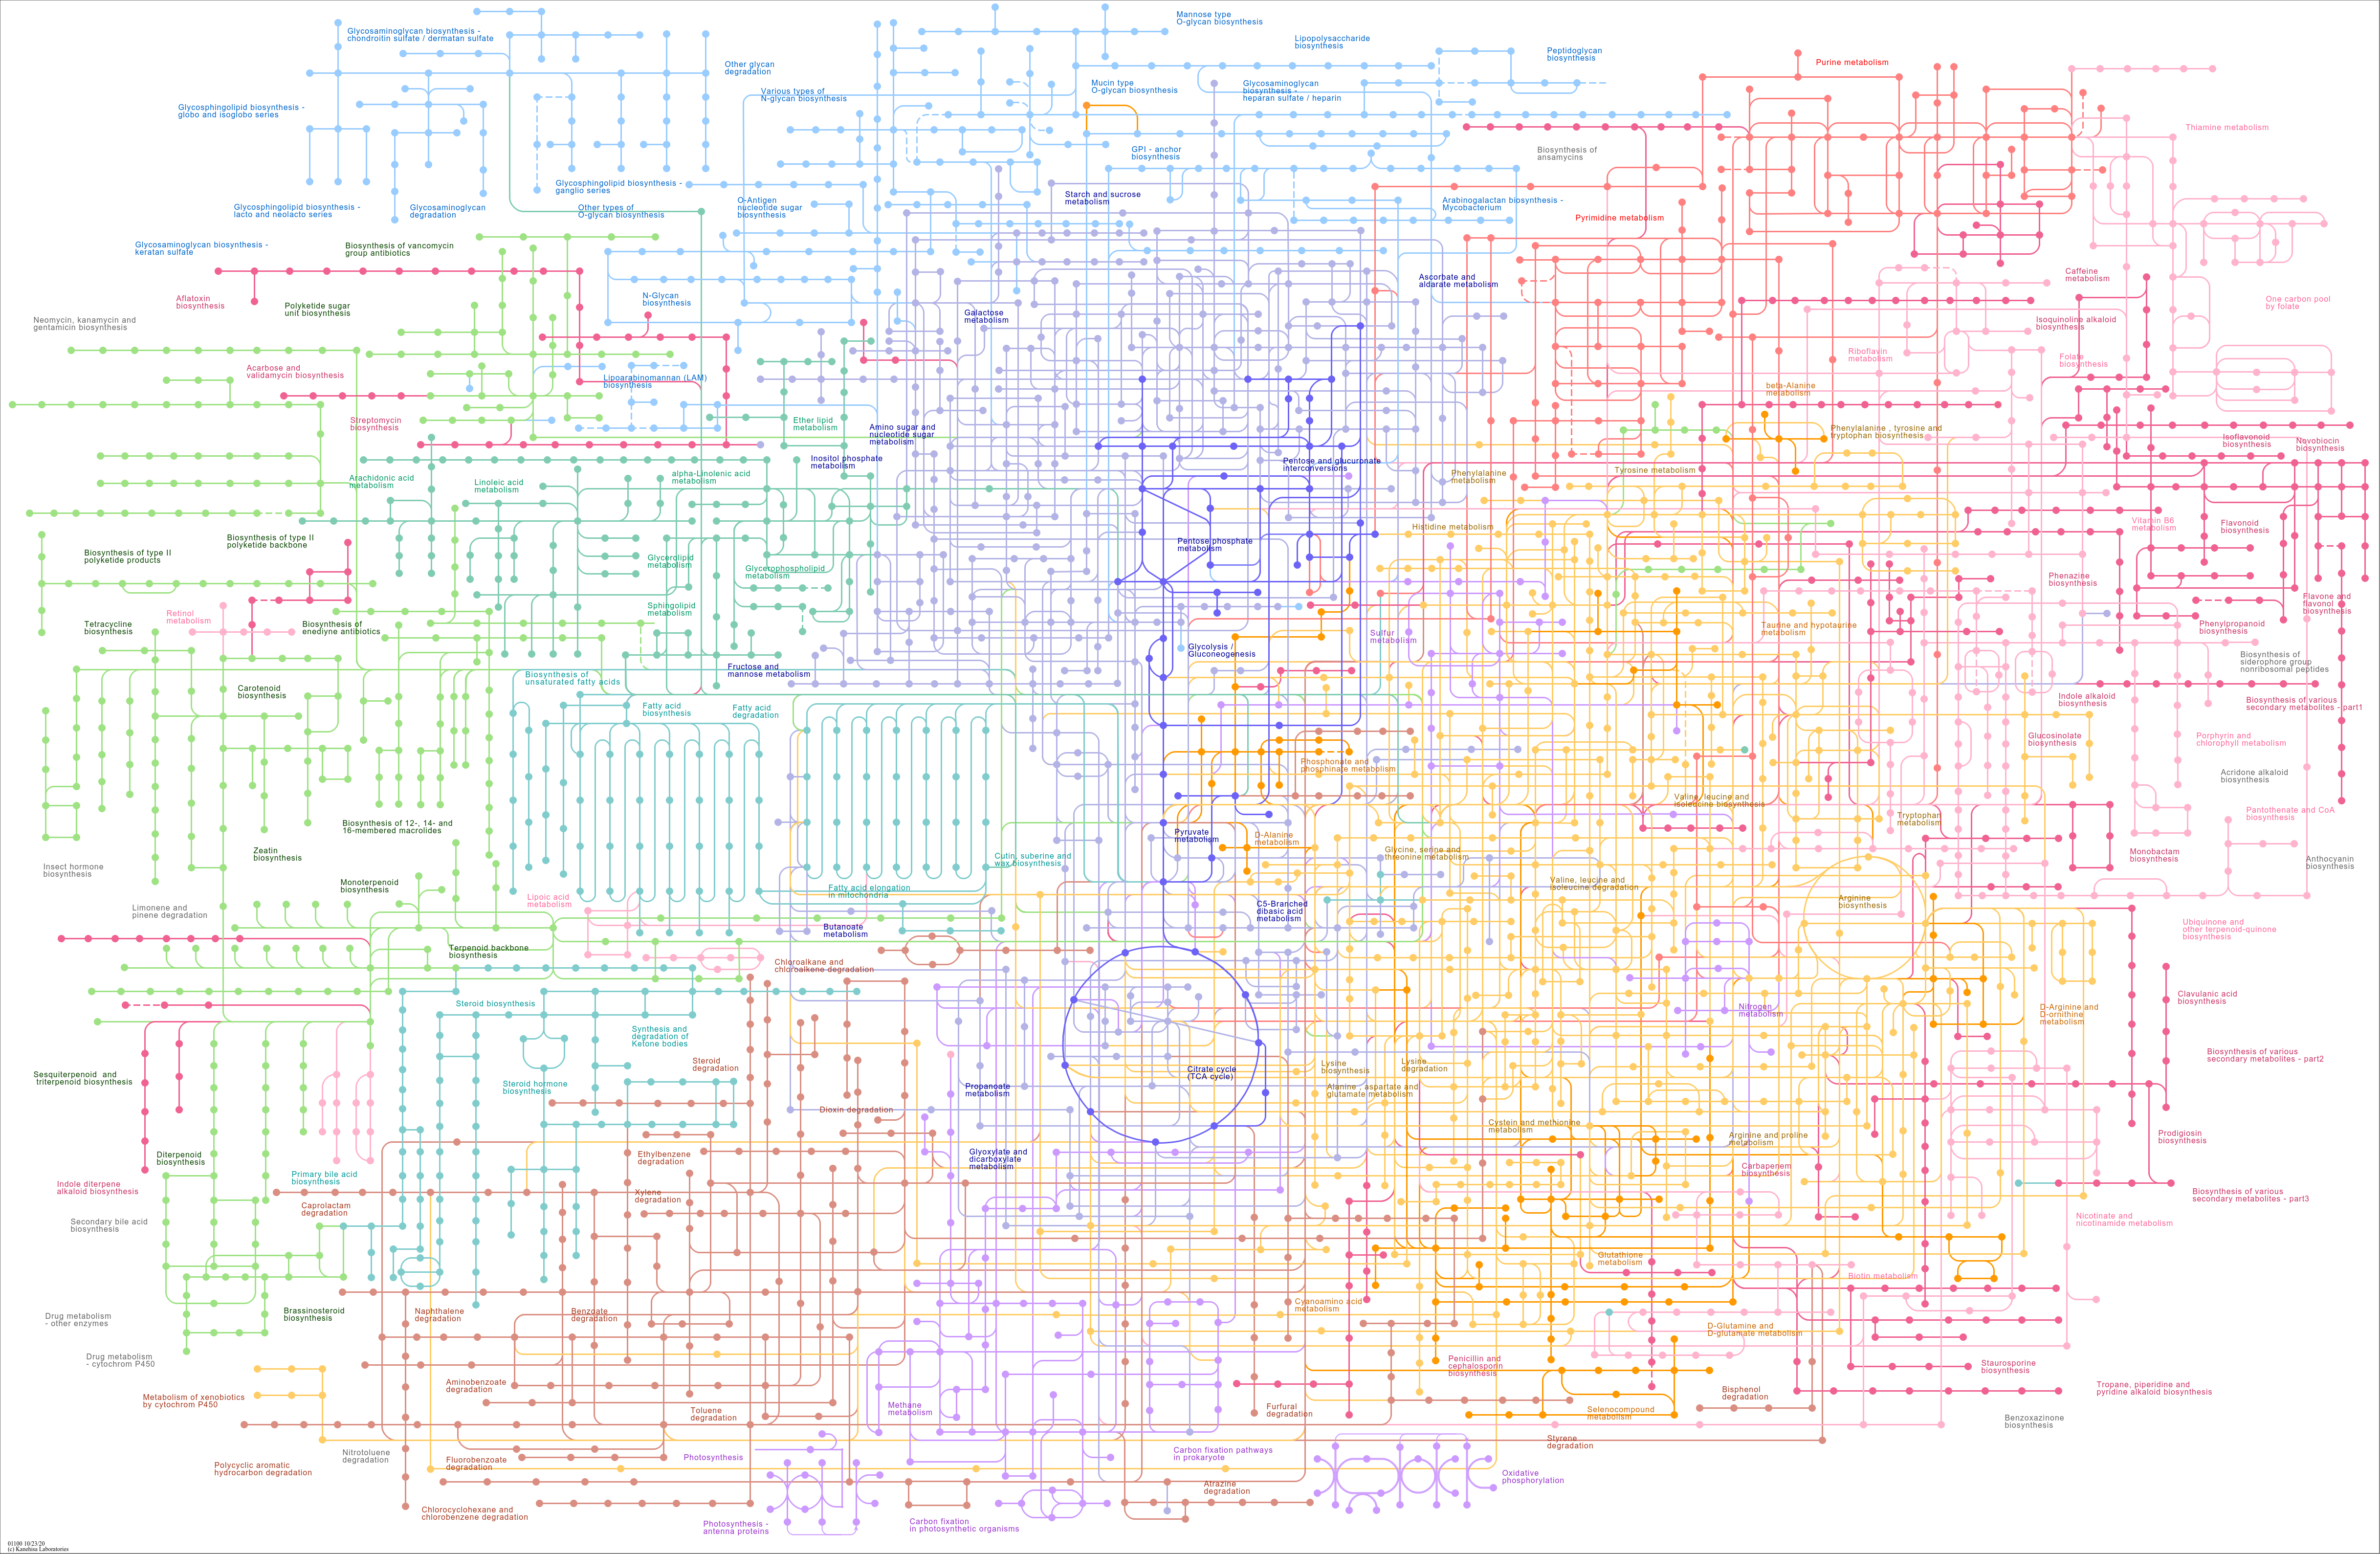 Mannose type
O-glycan biosynthesis
Glycosaminoglycan biosynthesis -
chondroitin sulfate / dermatan sulfate
Lipopolysaccharide
biosynthesis
Peptidoglycan
biosynthesis
Purine metabolism
Other glycan
degradation
Various types of
N-glycan biosynthesis
Mucin type
O-glycan biosynthesis
Glycosaminoglycan
biosynthesis -
heparan sulfate / heparin
Glycosphingolipid biosynthesis -
globo and isoglobo series
Thiamine metabolism
GPI - anchor
biosynthesis
Biosynthesis of
ansamycins
Glycosphingolipid biosynthesis -
ganglio series
Starch and sucrose
metabolism
Glycosphingolipid biosynthesis -
lacto and neolacto series
Glycosaminoglycan
degradation
Other types of
O-glycan biosynthesis
O-Antigen
nucleotide sugar
biosynthesis
Arabinogalactan biosynthesis -
Mycobacterium
Pyrimidine metabolism
Glycosaminoglycan biosynthesis -
keratan sulfate
Biosynthesis of vancomycin
group antibiotics
Ascorbate and
aldarate metabolism
Caffeine
metabolism
Aflatoxin
biosynthesis
Polyketide sugar
unit biosynthesis
N-Glycan
biosynthesis
Galactose
metabolism
One carbon pool
by folate
Neomycin, kanamycin and
gentamicin biosynthesis
Isoquinoline alkaloid
biosynthesis
Riboflavin
metabolism
Folate
biosynthesis
Acarbose and
validamycin biosynthesis
Lipoarabinomannan (LAM)
biosynthesis
beta-Alanine
metabolism
Streptomycin
biosynthesis
Ether lipid
metabolism
Amino sugar and
nucleotide sugar
metabolism
Phenylalanine , tyrosine and
tryptophan biosynthesis
Isoflavonoid
biosynthesis
Novobiocin
biosynthesis
Inositol phosphate
metabolism
Pentose and glucuronate
interconversions
Phenylalanine
metabolism
Tyrosine metabolism
Arachidonic acid
metabolism
Linoleic acid
metabolism
alpha-Linolenic acid
metabolism
Histidine metabolism
Vitamin B6
metabolism
Flavonoid
biosynthesis
Biosynthesis of type II
polyketide products
Biosynthesis of type II
polyketide backbone
Pentose phosphate
metabolism
Glycerolipid
metabolism
Glycerophospholipid
metabolism
Phenazine
biosynthesis
Flavone and
flavonol
biosynthesis
Retinol
metabolism
Sphingolipid
metabolism
Tetracycline
biosynthesis
Biosynthesis of
enediyne antibiotics
Sulfur
metabolism
Taurine and hypotaurine
metabolism
Phenylpropanoid
biosynthesis
Glycolysis /
Gluconeogenesis
Biosynthesis of
siderophore group
nonribosomal peptides
Fructose and
mannose metabolism
Biosynthesis of
unsaturated fatty acids
Carotenoid
biosynthesis
Indole alkaloid
biosynthesis
Biosynthesis of various
secondary metabolites - part1
Fatty acid
biosynthesis
Fatty acid
degradation
Glucosinolate
biosynthesis
Porphyrin and
chlorophyll metabolism
Phosphonate and
phosphinate metabolism
Acridone alkaloid
biosynthesis
Valine, leucine and
isoleucine biosynthesis
Pantothenate and CoA
biosynthesis
Biosynthesis of 12-, 14- and
16-membered macrolides
Pyruvate
metabolism
D-Alanine
metabolism
Tryptophan
metabolism
Zeatin
biosynthesis
Cutin, suberine and
wax biosynthesis
Glycine, serine and
threonine metabolism
Monobactam
biosynthesis
Anthocyanin
biosynthesis
Insect hormone
biosynthesis
Monoterpenoid
biosynthesis
Fatty acid elongation
in mitochondria
Valine, leucine and
isoleucine degradation
Arginine
biosynthesis
Lipoic acid
metabolism
Limonene and
pinene degradation
C5-Branched
dibasic acid
metabolism
Butanoate
metabolism
Ubiquinone and
other terpenoid-quinone
biosynthesis
Terpenoid backbone
biosynthesis
Chloroalkane and
chloroalkene degradation
Steroid biosynthesis
Nitrogen
metabolism
D-Arginine and
D-ornithine
metabolism
Clavulanic acid
biosynthesis
Synthesis and
degradation of
Ketone bodies
Steroid
degradation
Lysine
biosynthesis
Lysine
degradation
Biosynthesis of various
secondary metabolites - part2
Sesquiterpenoid and
triterpenoid biosynthesis
Steroid hormone
biosynthesis
Citrate cycle
(TCA cycle)
Propanoate
metabolism
Alanine , aspartate and
glutamate metabolism
Dioxin degradation
Cystein and methionine
metabolism
Arginine and proline
metabolism
Prodigiosin
biosynthesis
Diterpenoid
biosynthesis
Ethylbenzene
degradation
Glyoxylate and
dicarboxylate
metabolism
Carbapenem
biosynthesis
Primary bile acid
biosynthesis
Indole diterpene
alkaloid biosynthesis
Xylene
degradation
Biosynthesis of various
secondary metabolites - part3
Caprolactam
degradation
Secondary bile acid
biosynthesis
Nicotinate and
nicotinamide metabolism
Glutathione
metabolism
Biotin metabolism
Cyanoamino acid
metabolism
Drug metabolism
- other enzymes
Brassinosteroid
biosynthesis
Naphthalene
degradation
Benzoate
degradation
D-Glutamine and
D-glutamate metabolism
Drug metabolism
- cytochrom P450
Penicillin and
cephalosporin
biosynthesis
Staurosporine
biosynthesis
Aminobenzoate
degradation
Bisphenol
degradation
Tropane, piperidine and
pyridine alkaloid biosynthesis
Metabolism of xenobiotics
by cytochrom P450
Toluene
degradation
Methane
metabolism
Furfural
degradation
Selenocompound
metabolism
Benzoxazinone
biosynthesis
Styrene
degradation
Nitrotoluene
degradation
Photosynthesis
Carbon fixation pathways
in prokaryote
Fluorobenzoate
degradation
Polycyclic aromatic
hydrocarbon degradation
Oxidative
phosphorylation
Atrazine
degradation
Chlorocyclohexane and
chlorobenzene degradation
Photosynthesis -
antenna proteins
Carbon fixation
in photosynthetic organisms
01100 10/23/20
(c) Kanehisa Laboratories